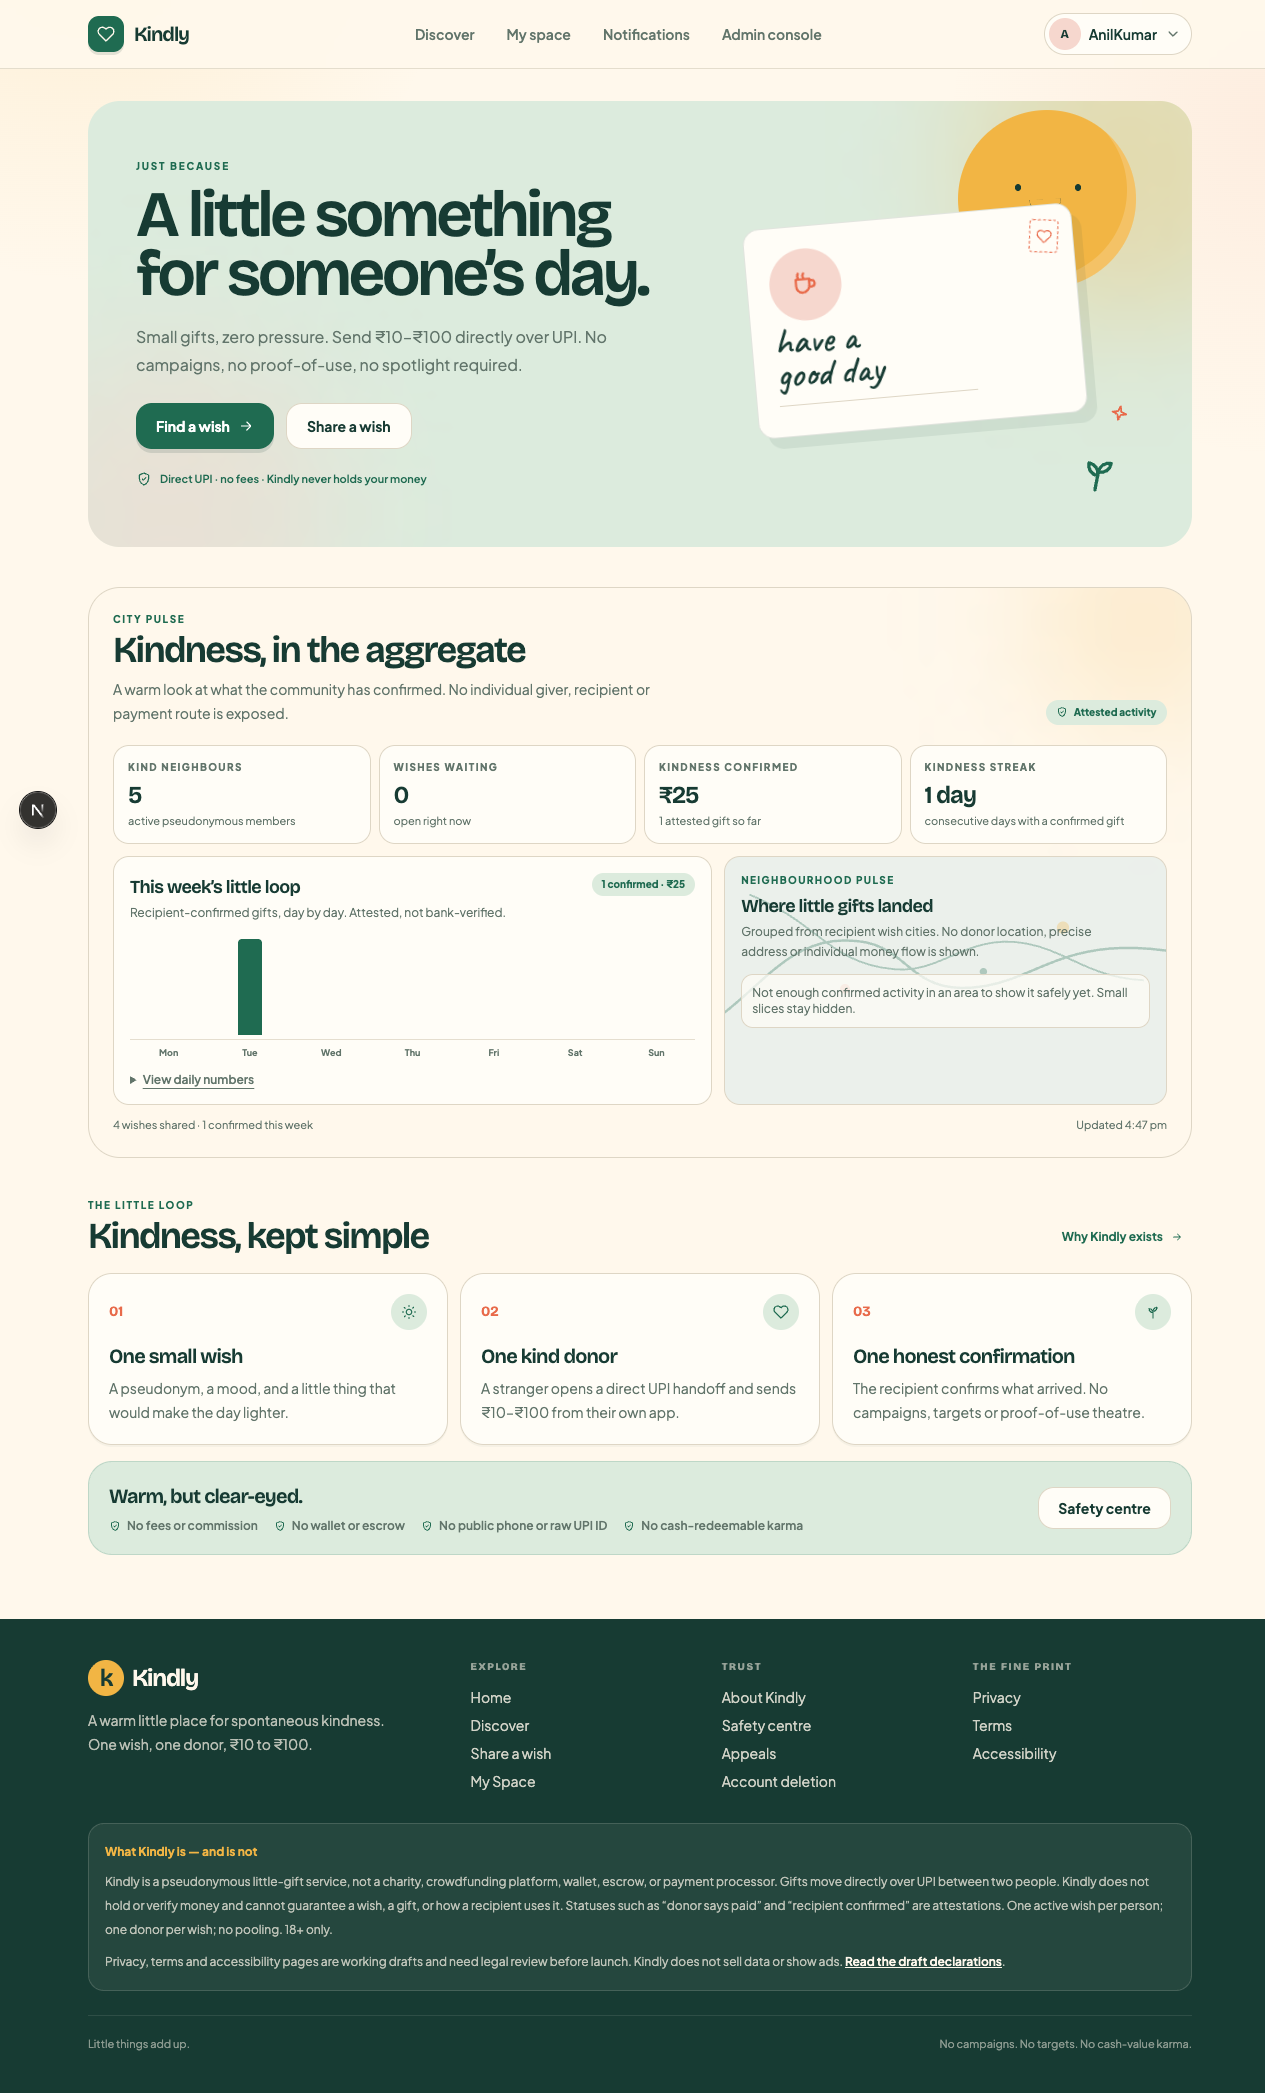 Kindly
Discover
My space
Notifications
Admin console
A
AnilKumar
JUST BECAUSE
A little something
for someone's day.
Small gifts, zero pressure. Send ₹10–₹100 directly over UPI. No
campaigns, no proof-of-use, no spotlight required.
Find a wish →
Share a wish
Direct UPI · no fees · Kindly never holds your money
have a
good day
CITY PULSE
Kindness, in the aggregate
A warm look at what the community has confirmed. No individual giver, recipient or
payment route is exposed.
Attested activity
KIND NEIGHBOURS
5
active pseudonymous members
WISHES WAITING
0
open right now
KINDNESS CONFIRMED
₹25
1 attested gift so far
KINDNESS STREAK
1 day
consecutive days with a confirmed gift
N
This week's little loop
1 confirmed · ₹25
Recipient-confirmed gifts, day by day. Attested, not bank-verified.
Mon
Tue
Wed
Thu
Fri
Sat
Sun
View daily numbers
NEIGHBOURHOOD PULSE
Where little gifts landed
Grouped from recipient wish cities. No donor location, precise
address or individual money flow is shown.
Not enough confirmed activity in an area to show it safely yet. Small
slices stay hidden.
4 wishes shared · 1 confirmed this week
Updated 4:47 pm
THE LITTLE LOOP
Kindness, kept simple
Why Kindly exists →
01
One small wish
A pseudonym, a mood, and a little thing that
would make the day lighter.
02
One kind donor
A stranger opens a direct UPI handoff and sends
₹10–₹100 from their own app.
03
One honest confirmation
The recipient confirms what arrived. No
campaigns, targets or proof-of-use theatre.
Warm, but clear-eyed.
No fees or commission
No wallet or escrow
No public phone or raw UPI ID
No cash-redeemable karma
Safety centre
k Kindly
A warm little place for spontaneous kindness.
One wish, one donor, ₹10 to ₹100.
EXPLORE
Home
Discover
Share a wish
My Space
TRUST
About Kindly
Safety centre
Appeals
Account deletion
THE FINE PRINT
Privacy
Terms
Accessibility
What Kindly is — and is not
Kindly is a pseudonymous little-gift service, not a charity, crowdfunding platform, wallet, escrow, or payment processor. Gifts move directly over UPI between two people. Kindly does not
hold or verify money and cannot guarantee a wish, a gift, or how a recipient uses it. Statuses such as "donor says paid" and "recipient confirmed" are attestations. One active wish per person;
one donor per wish; no pooling. 18+ only.
Privacy, terms and accessibility pages are working drafts and need legal review before launch. Kindly does not sell data or show ads. Read the draft declarations.
Little things add up.
No campaigns. No targets. No cash-value karma.